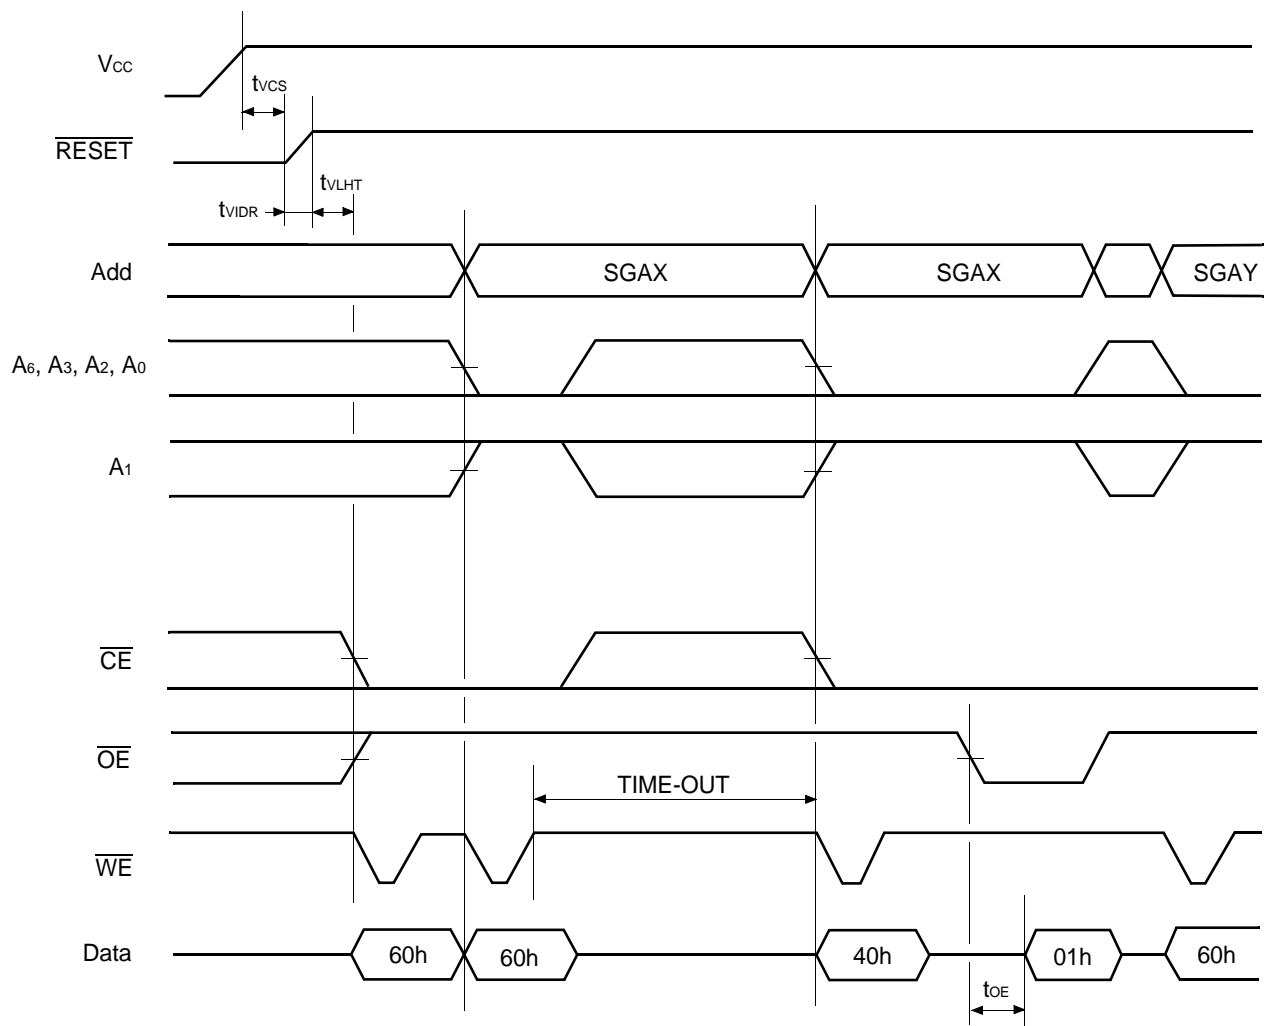 VCC
tVCS
RESET
tVLHT
tVIDR
Add
SGAX
SGAX
SGAY
A6, A3, A2, A0
A1
CE
OE
TIME-OUT
WE
Data
60h
60h
40h
01h
60h
tOE